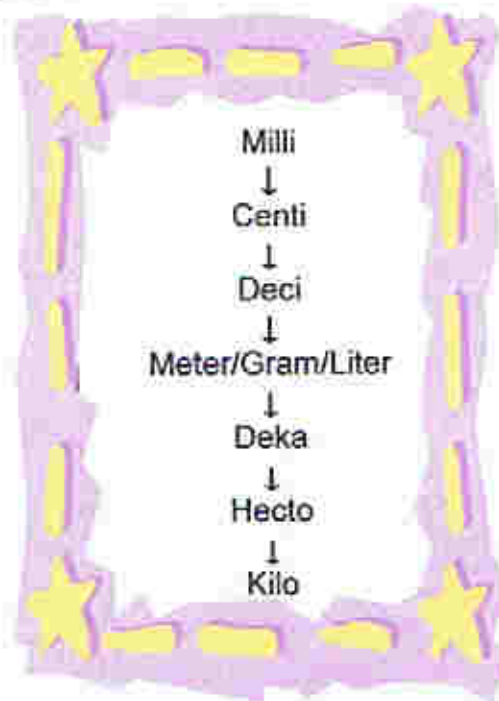 Milli
↓
Centi
↓
Deci
↓
Meter/Gram/Liter
↓
Deka
↓
Hecto
↓
Kilo